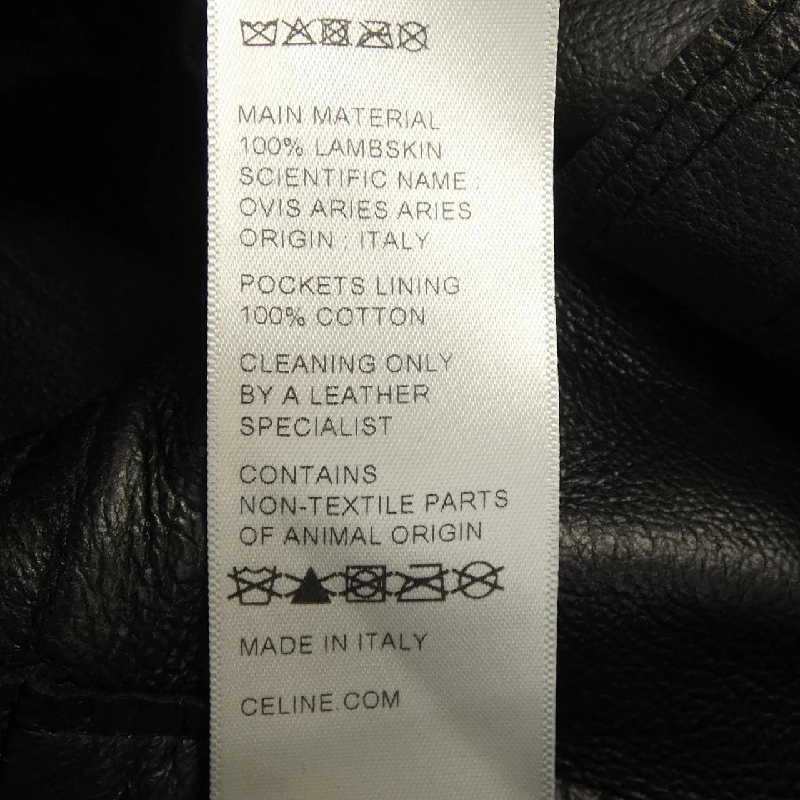 MAIN MATERIAL
100% LAMBSKIN
SCIENTIFIC NAME :
OVIS ARIES ARIES
ORIGIN : ITALY
POCKETS LINING
100% COTTON
CLEANING ONLY
BY A LEATHER
SPECIALIST
CONTAINS
NON-TEXTILE PARTS
OF ANIMAL ORIGIN
MADE IN ITALY
CELINE.COM